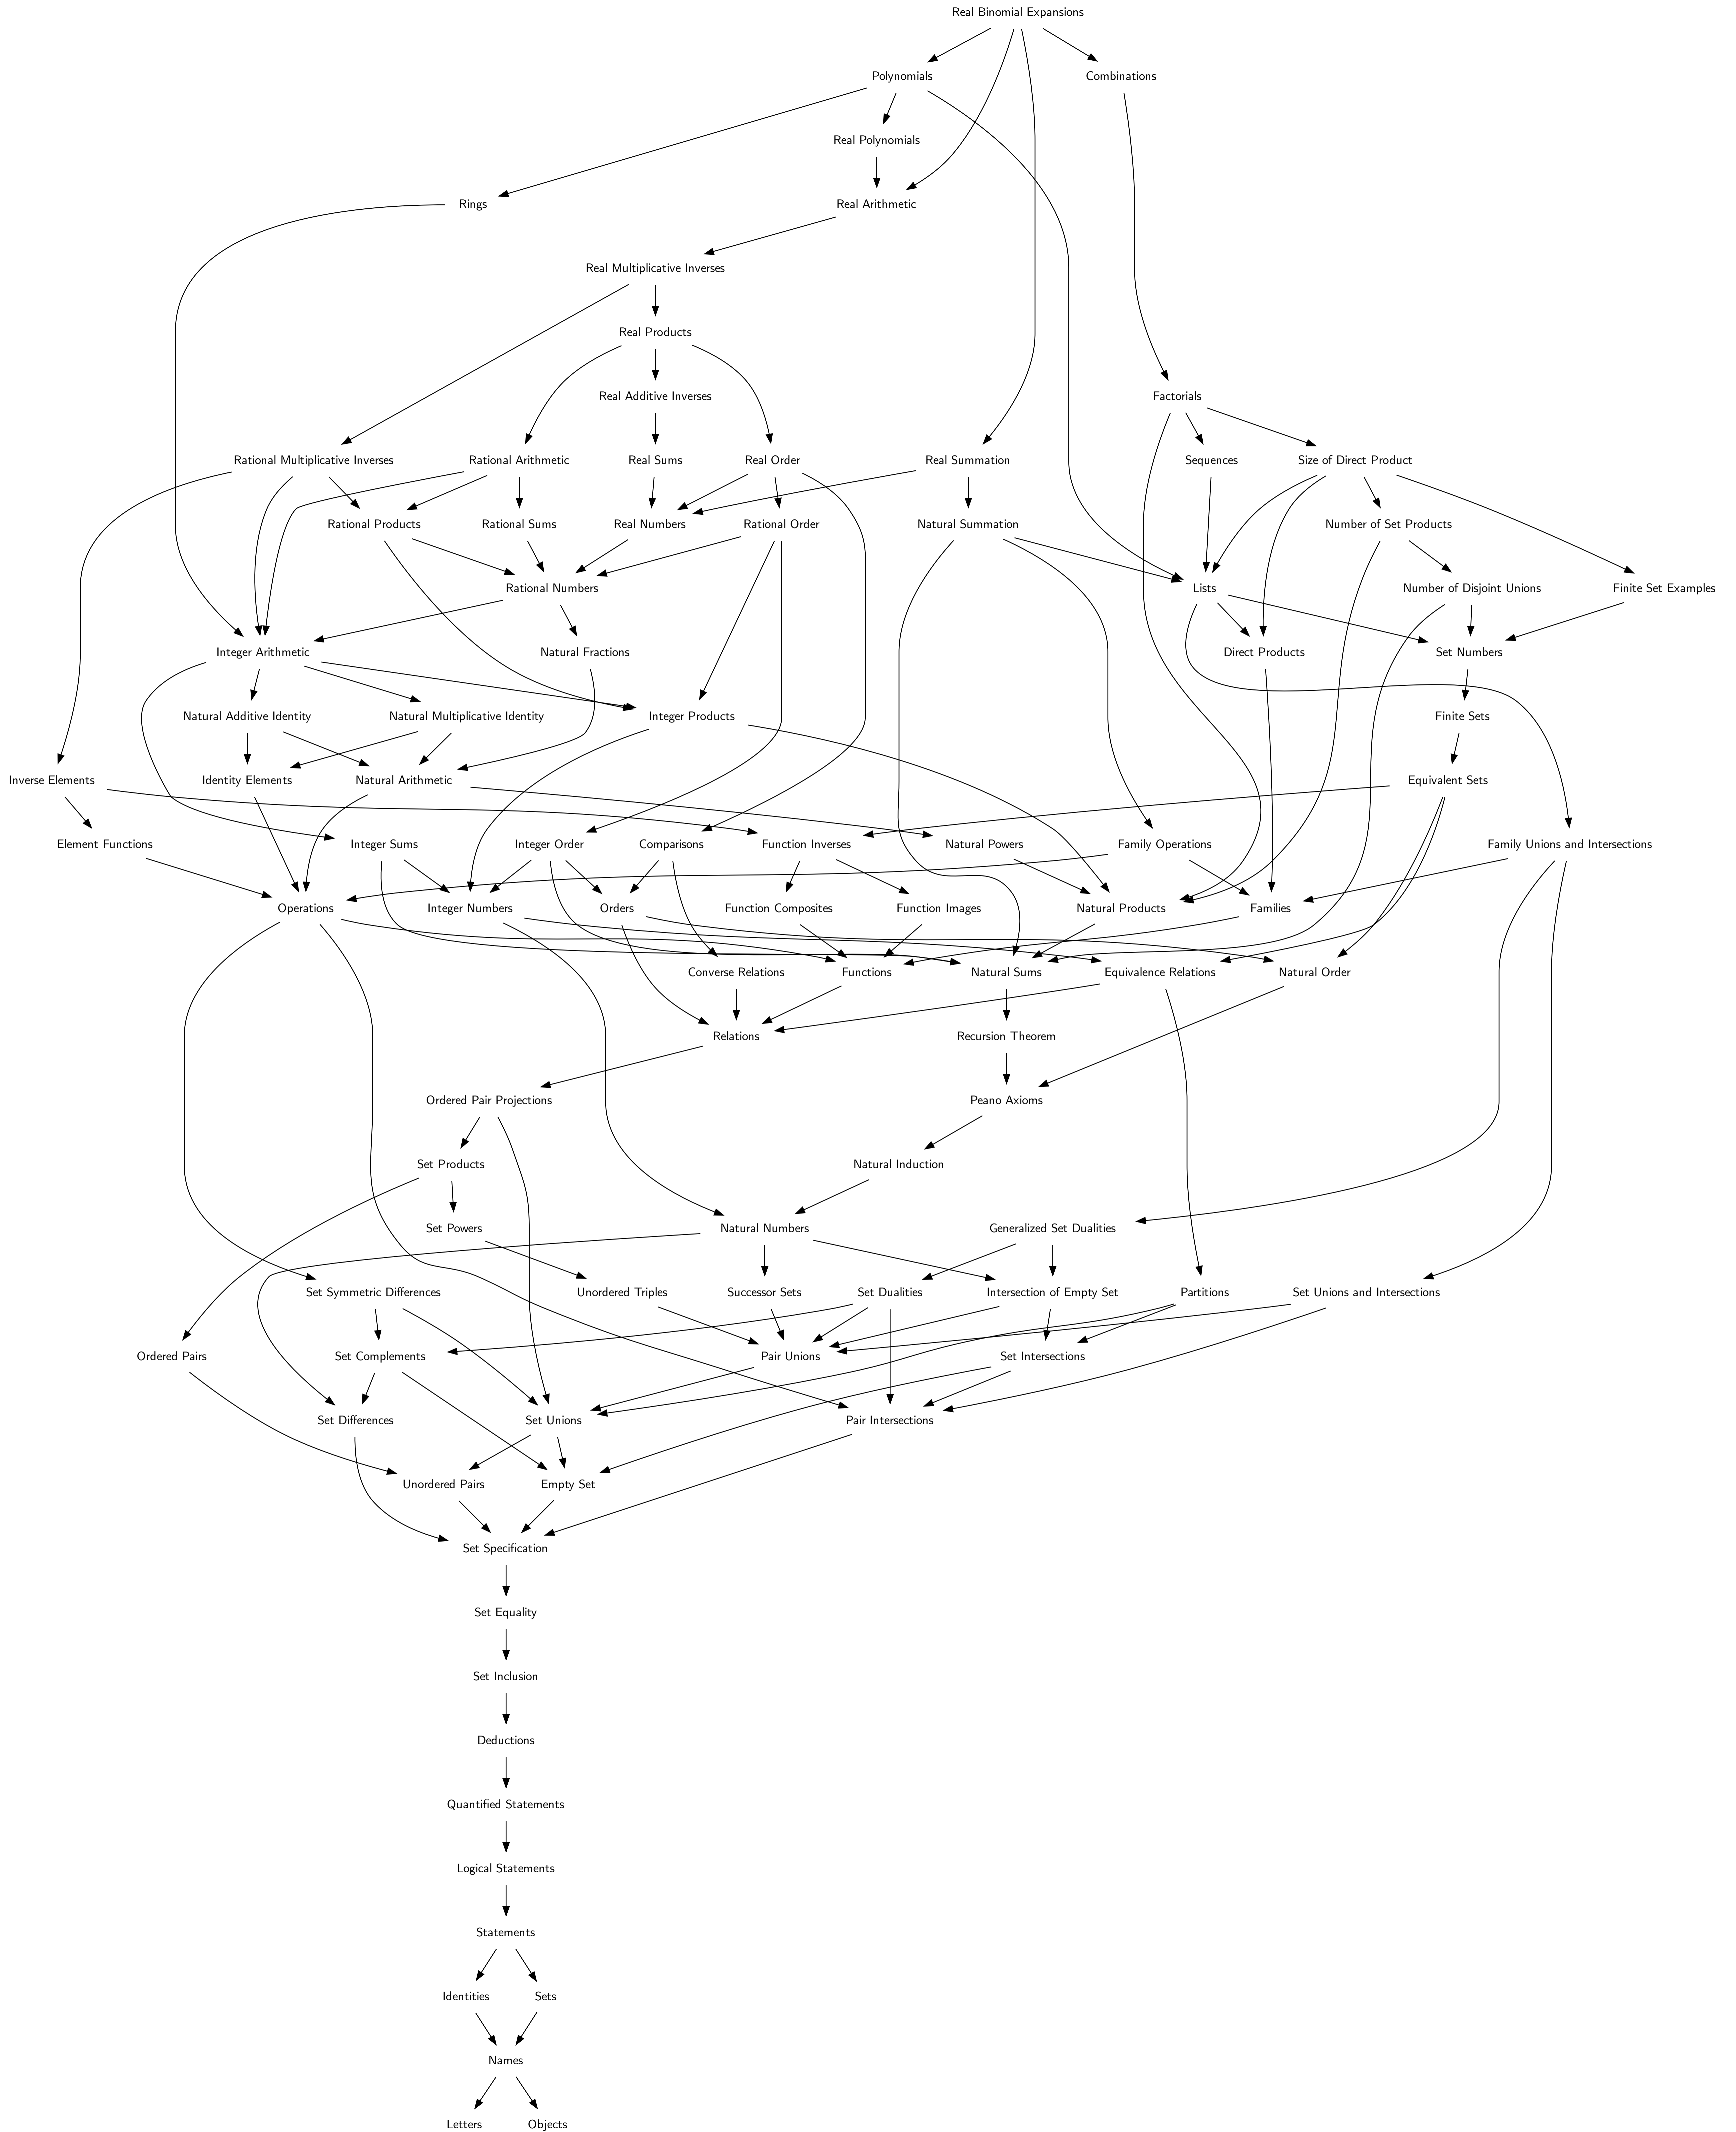 Real Binomial Expansions
Polynomials
Combinations
Real Polynomials
Rings
Real Arithmetic
Real Multiplicative Inverses
Real Products
Real Additive Inverses
Factorials
Rational Multiplicative Inverses
Rational Arithmetic
Real Sums
Real Order
Real Summation
Sequences
Size of Direct Product
Rational Products
Rational Sums
Real Numbers
Rational Order
Natural Summation
Number of Set Products
Rational Numbers
Lists
Number of Disjoint Unions
Finite Set Examples
Integer Arithmetic
Natural Fractions
Direct Products
Set Numbers
Natural Additive Identity
Natural Multiplicative Identity
Integer Products
Finite Sets
Inverse Elements
Identity Elements
Natural Arithmetic
Equivalent Sets
Element Functions
Integer Sums
Integer Order
Comparisons
Function Inverses
Natural Powers
Family Operations
Family Unions and Intersections
Operations
Integer Numbers
Orders
Function Composites
Function Images
Natural Products
Families
Converse Relations
Functions
Natural Sums
Equivalence Relations
Natural Order
Relations
Recursion Theorem
Ordered Pair Projections
Peano Axioms
Set Products
Natural Induction
Set Powers
Natural Numbers
Generalized Set Dualities
Set Symmetric Differences
Unordered Triples
Successor Sets
Set Dualities
Intersection of Empty Set
Partitions
Set Unions and Intersections
Ordered Pairs
Set Complements
Pair Unions
Set Intersections
Set Differences
Set Unions
Pair Intersections
Unordered Pairs
Empty Set
Set Specification
Set Equality
Set Inclusion
Deductions
Quantified Statements
Logical Statements
Statements
Identities
Sets
Names
Letters
Objects